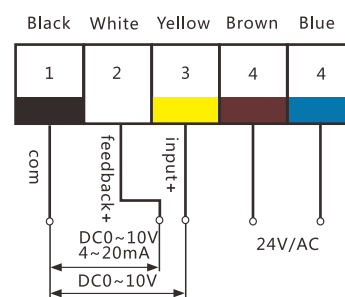 Black White Yellow Brown Blue
1 2 3 4 4
com
feedback+
input+
DC0~10V
4~20mA
DC0~10V
24V/AC